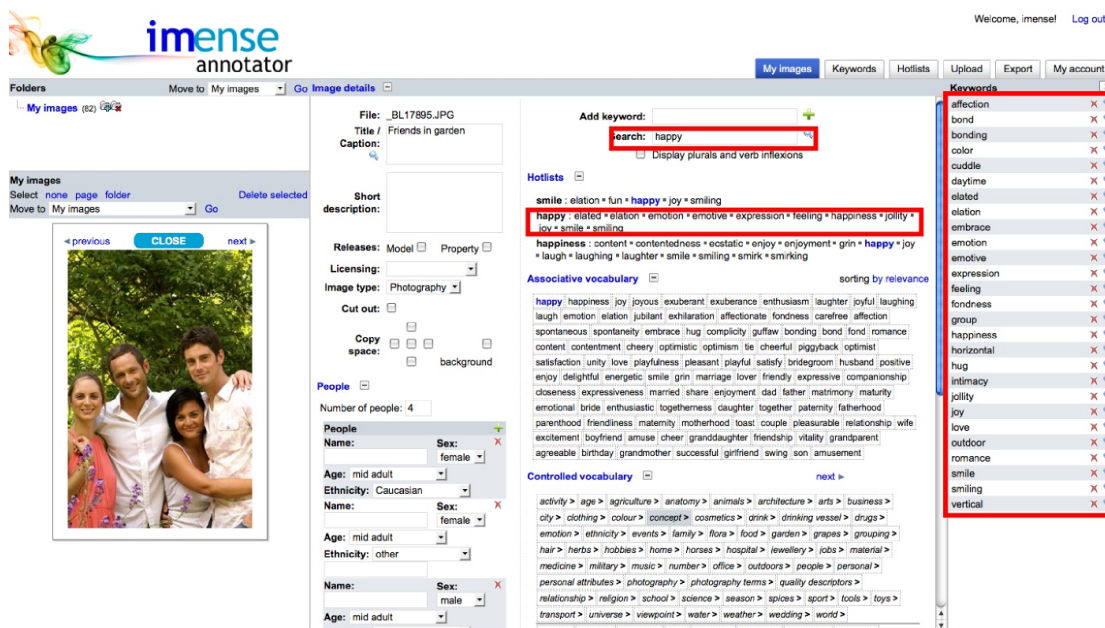 Welcome, imense! Log out
imense
annotator
My images Keywords Hotlists Upload Export My account
Folders Move to My images Go
My images (82)
My images
Select none page folder Delete selected
Move to My images Go
previous CLOSE next
Image details
File: _BL17895.JPG
Title / Caption: Friends in garden
Short description:
Releases: Model Property
Licensing:
Image type: Photography
Cut out:
Copy space:
background
People
Number of people: 4
People
Name: Sex:
female
Age: mid adult
Ethnicity: Caucasian
Name: Sex:
female
Age: mid adult
Ethnicity: other
Name: Sex:
male
Age: mid adult
Add keyword:
Search: happy
Display plurals and verb inflexions
Hotlists
smile : elation ▪ fun ▪ happy ▪ joy ▪ smiling
happy : elated ▪ elation ▪ emotion ▪ emotive ▪ expression ▪ feeling ▪ happiness ▪ jollity ▪
joy ▪ smile ▪ smiling
happiness : content ▪ contentedness ▪ ecstatic ▪ enjoy ▪ enjoyment ▪ grin ▪ happy ▪ joy
▪ laugh ▪ laughing ▪ laughter ▪ smile ▪ smiling ▪ smirk ▪ smirking
Associative vocabulary sorting by relevance
happy happiness joy joyous exuberant exuberance enthusiasm laughter joyful laughing
laugh emotion elation jubilant exhilaration affectionate fondness carefree affection
spontaneous spontaneity embrace hug complicity guffaw bonding bond fond romance
content contentment cheery optimistic optimism tie cheerful piggyback optimist
satisfaction unity love playfulness pleasant playful satisfy bridegroom husband positive
enjoy delightful energetic smile grin marriage lover friendly expressive companionship
closeness expressiveness married share enjoyment dad father matrimony maturity
emotional bride enthusiastic togetherness daughter together paternity fatherhood
parenthood friendliness maternity motherhood toast couple pleasurable relationship wife
excitement boyfriend amuse cheer granddaughter friendship vitality grandparent
agreeable birthday grandmother successful girlfriend swing son amusement
Controlled vocabulary next
activity > age > agriculture > anatomy > animals > architecture > arts > business >
city > clothing > colour > concept > cosmetics > drink > drinking vessel > drugs >
emotion > ethnicity > events > family > flora > food > garden > grapes > grouping >
hair > herbs > hobbies > home > horses > hospital > jewellery > jobs > material >
medicine > military > music > number > office > outdoors > people > personal >
personal attributes > photography > photography terms > quality descriptors >
relationship > religion > school > science > season > spices > sport > tools > toys >
transport > universe > viewpoint > water > weather > wedding > world >
Keywords
affection
bond
bonding
color
cuddle
daytime
elated
elation
embrace
emotion
emotive
expression
feeling
fondness
group
happiness
horizontal
hug
intimacy
jollity
joy
love
outdoor
romance
smile
smiling
vertical